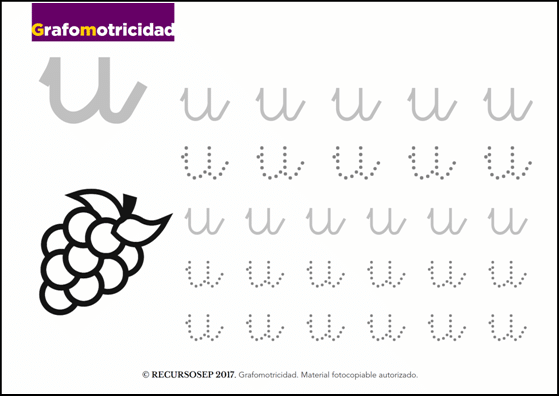 Grafomotricidad
u
u u u u u
u u u u u
u u u u u u
u u u u u u
u u u u u u
© RECURSOSEP 2017. Grafomotricidad. Material fotocopiable autorizado.